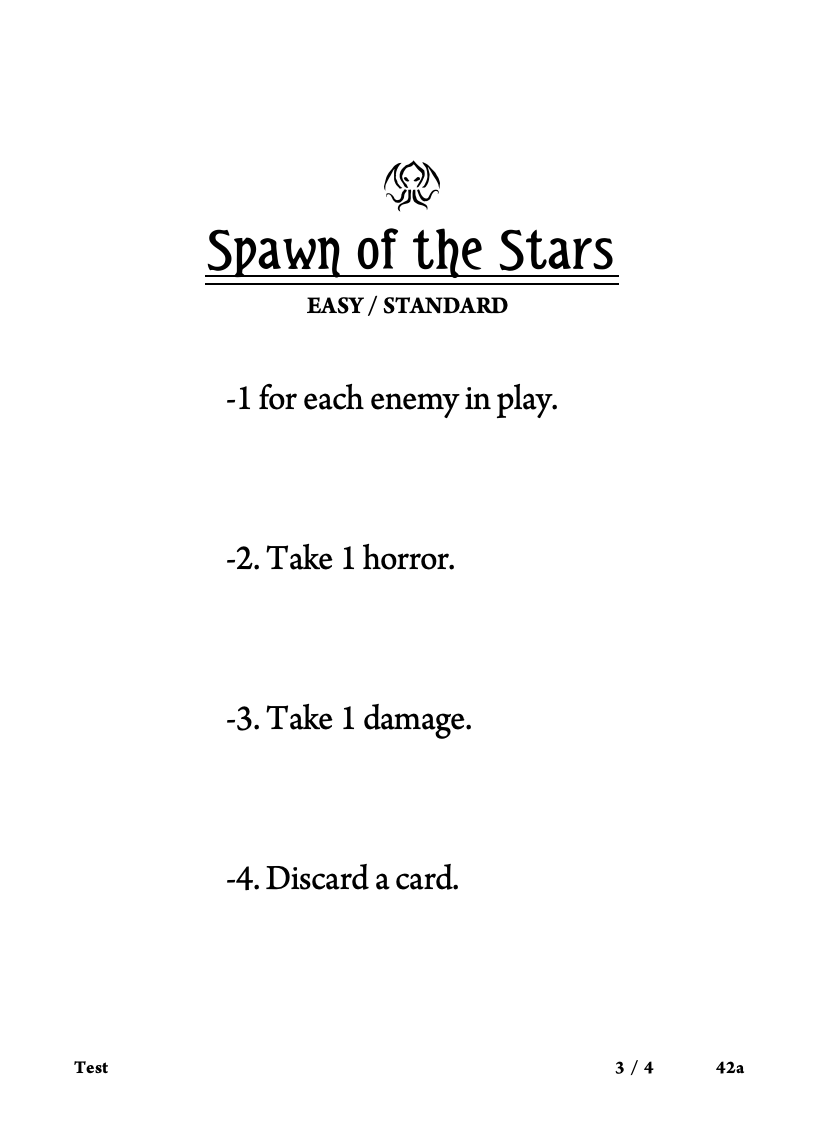 Spawn of the Stars
EASY / STANDARD
-1 for each enemy in play.
-2. Take 1 horror.
-3. Take 1 damage.
-4. Discard a card.
Test 3 / 4 42a